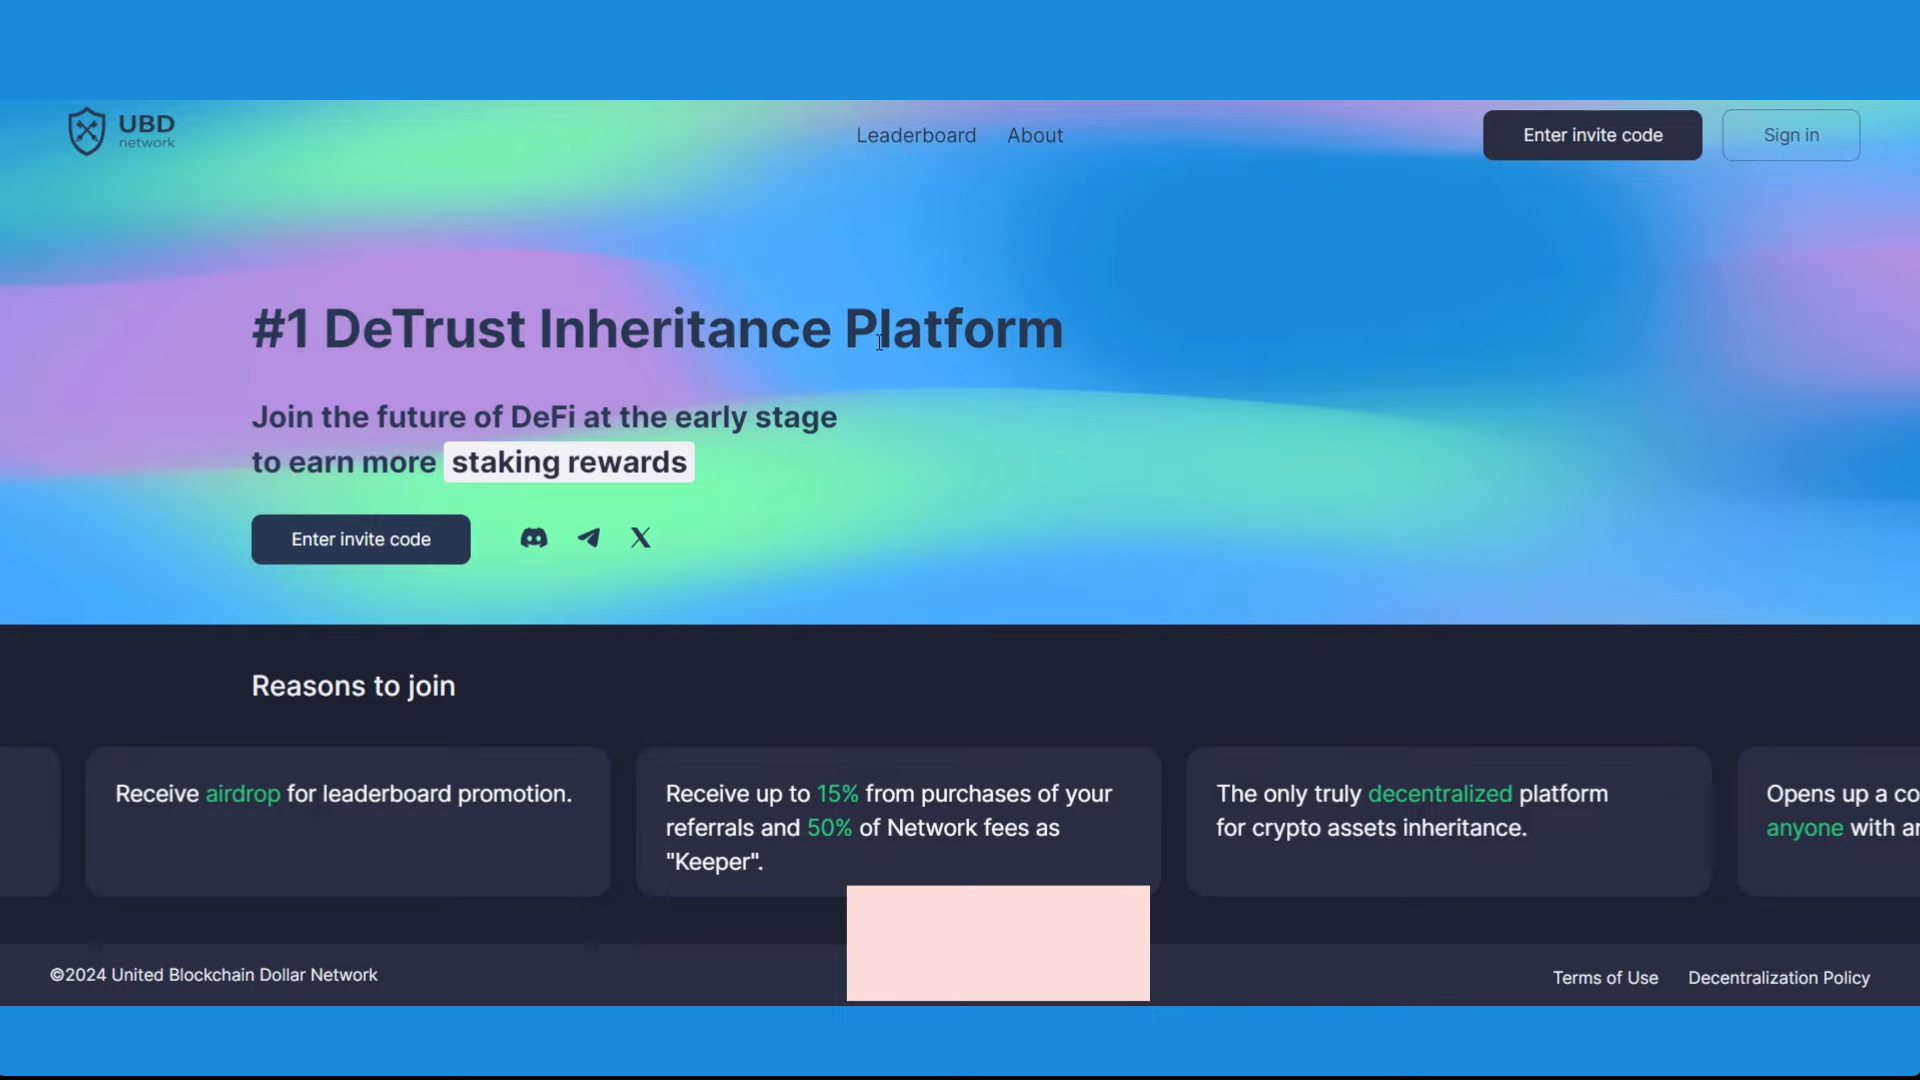 UBD
network
Leaderboard
About
Enter invite code
Sign in
#1 DeTrust Inheritance Platform
Join the future of DeFi at the early stage
to earn more staking rewards
Enter invite code
Reasons to join
Receive airdrop for leaderboard promotion.
Receive up to 15% from purchases of your
referrals and 50% of Network fees as
"Keeper".
The only truly decentralized platform
for crypto assets inheritance.
Opens up a
anyone with
©2024 United Blockchain Dollar Network
Terms of Use
Decentralization Policy